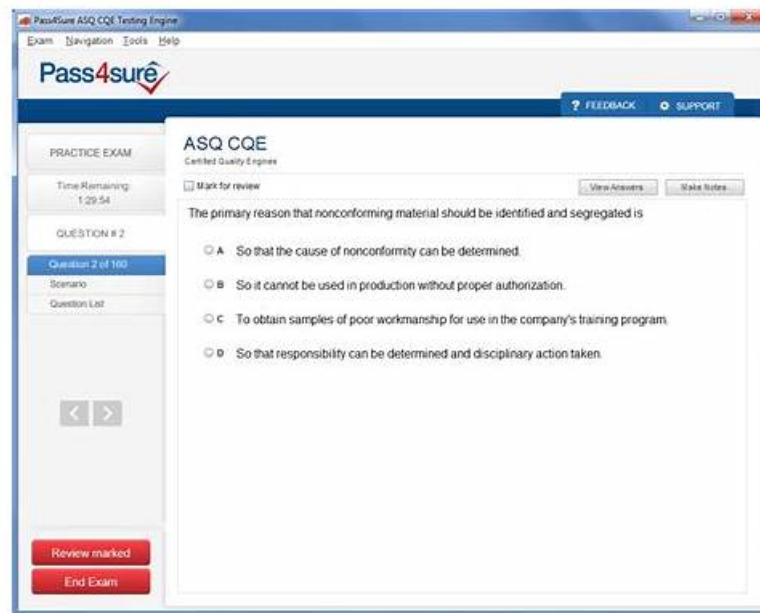 Pass4Sure ASQ CQE Testing Engine
Exam Navigation Tools Help
Pass4surê
? FEEDBACK SUPPORT
PRACTICE EXAM
Time Remaining:
1:29:54
QUESTION # 2
Question 2 of 160
Scenario
Question List
Review marked
End Exam
ASQ CQE
Certified Quality Engines
Mark for review View Answers Make Notes
The primary reason that nonconforming material should be identified and segregated is
A So that the cause of nonconformity can be determined.
B So it cannot be used in production without proper authorization.
C To obtain samples of poor workmanship for use in the company's training program.
D So that responsibility can be determined and disciplinary action taken.